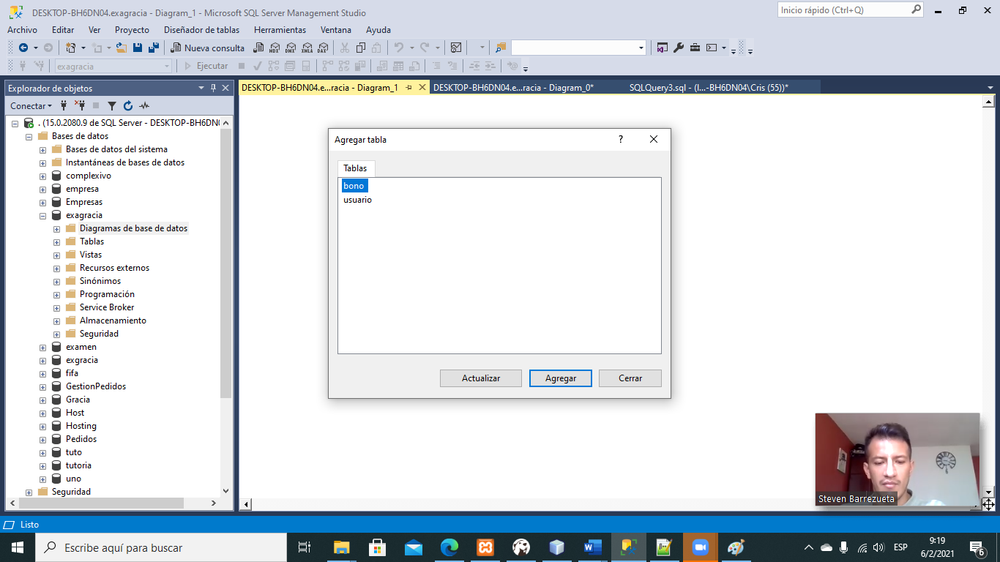 DESKTOP-BH6DN04.exagracia - Diagram_1 - Microsoft SQL Server Management Studio
Inicio rápido (Ctrl+Q)
Archivo Editar Ver Proyecto Diseñador de tablas Herramientas Ventana Ayuda
Nueva consulta MDX DMX XMLA DAX
exagracia Ejecutar
Explorador de objetos
DESKTOP-BH6DN04.e...racia - Diagram_1
DESKTOP-BH6DN04.e...racia - Diagram_0*
SQLQuery3.sql - (l...-BH6DN04\Cris (55))*
Conectar
. (15.0.2080.9 de SQL Server - DESKTOP-BH6DN0
Bases de datos
Bases de datos del sistema
Instantáneas de bases de datos
complexivo
empresa
Empresas
exagracia
Diagramas de base de datos
Tablas
Vistas
Recursos externos
Sinónimos
Programación
Service Broker
Almacenamiento
Seguridad
examen
exgracia
fifa
GestionPedidos
Gracia
Host
Hosting
Pedidos
tuto
tutoria
uno
Seguridad
Agregar tabla ?
Tablas
bono
usuario
Actualizar Agregar Cerrar
Steven Barrezueta
Listo
Escribe aquí para buscar
ESP
9:19
6/2/2021
6